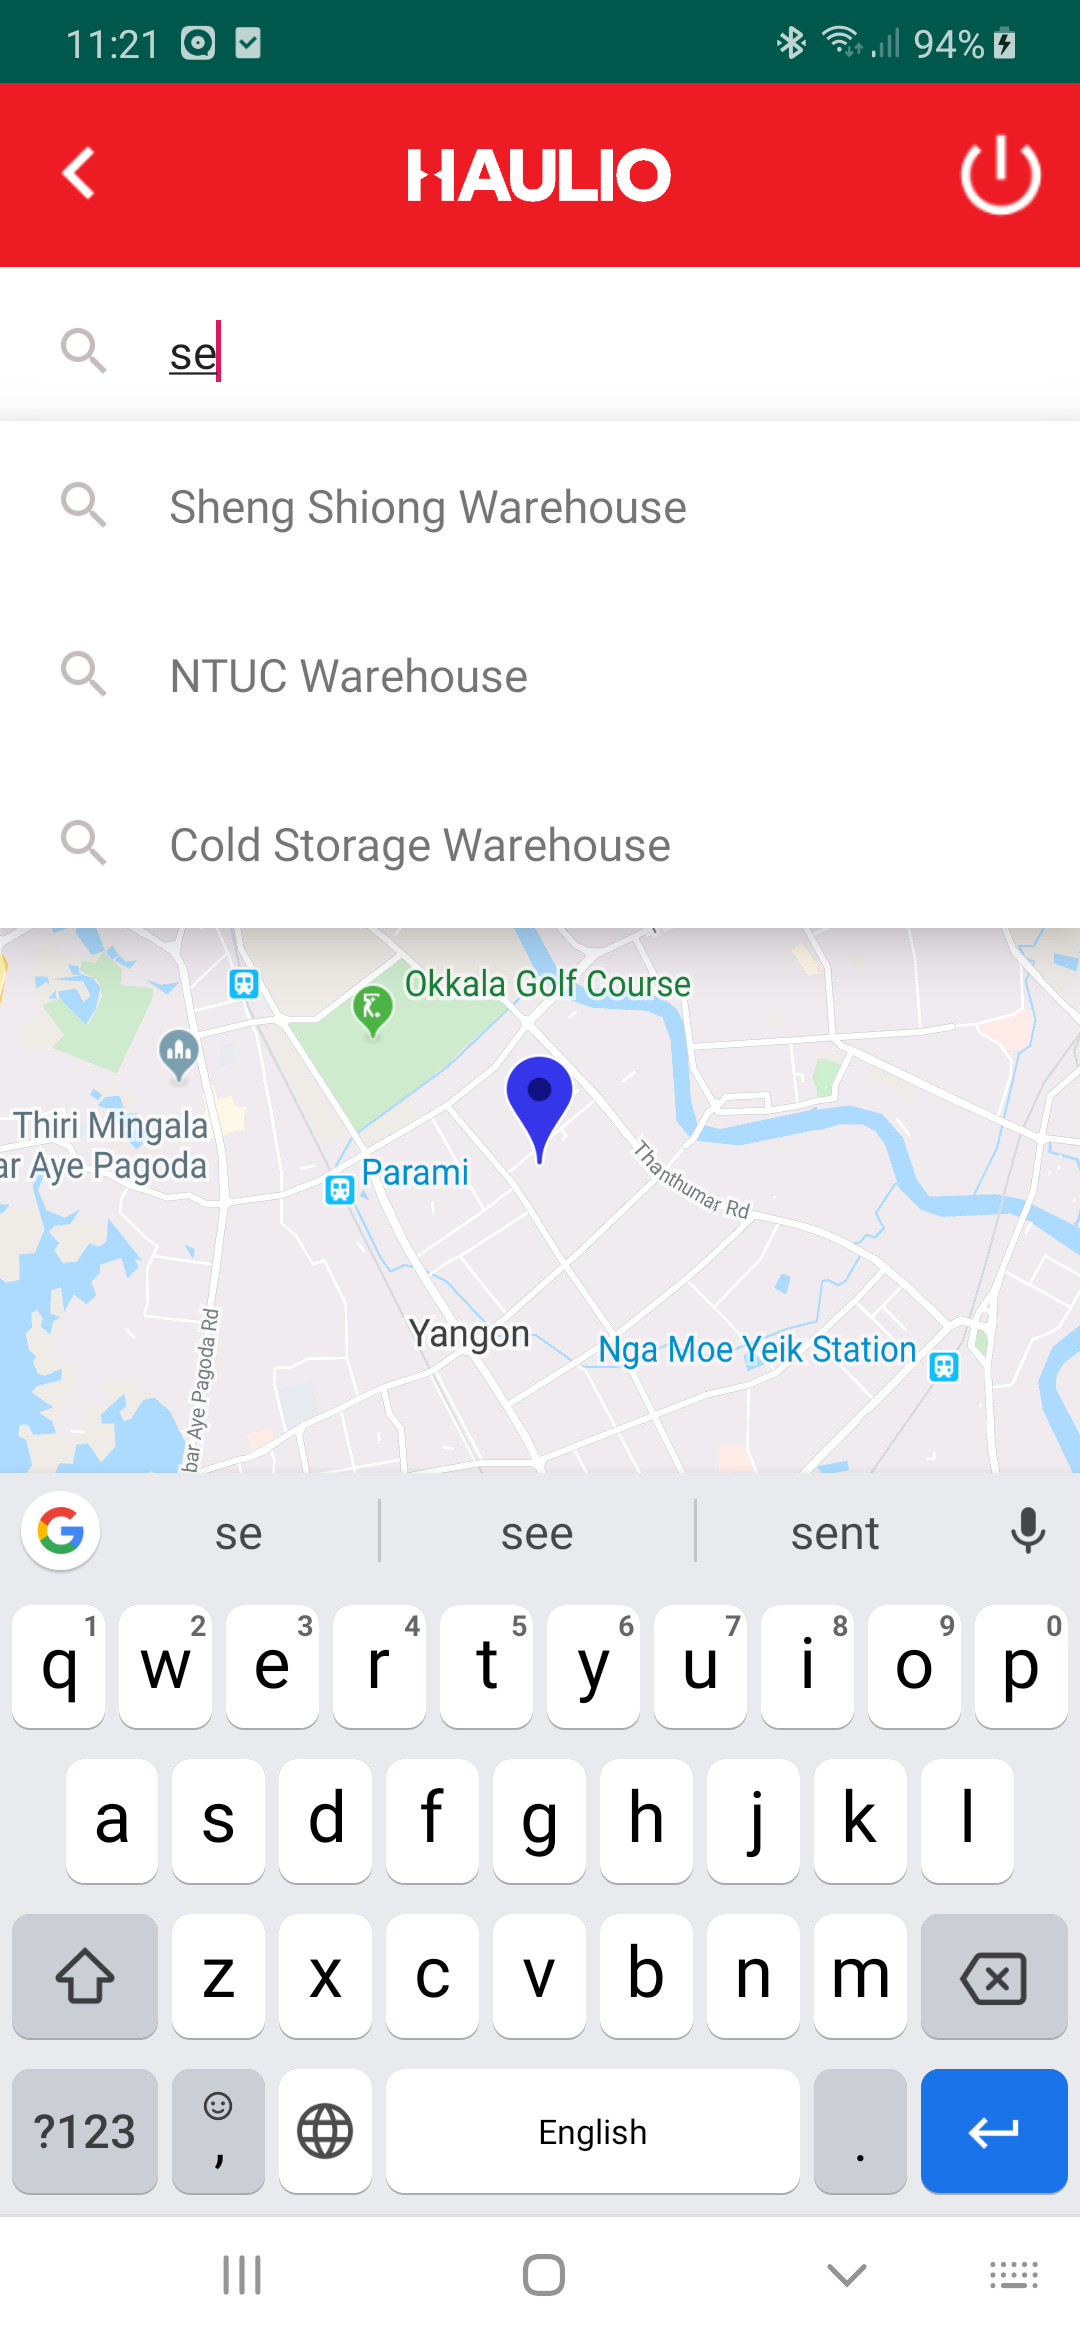 11:21
94%
HAULIO
se
Sheng Shiong Warehouse
NTUC Warehouse
Cold Storage Warehouse
Okkala Golf Course
Thiri Mingala
ar Aye Pagoda
Parami
Thanthumar Rd
Yangon
Nga Moe Yeik Station
bar Aye Pagoda Rd
se see sent
1 2 3 4 5 6 7 8 9 0
q w e r t y u i o p
a s d f g h j k l
z x c v b n m
?123 , English .